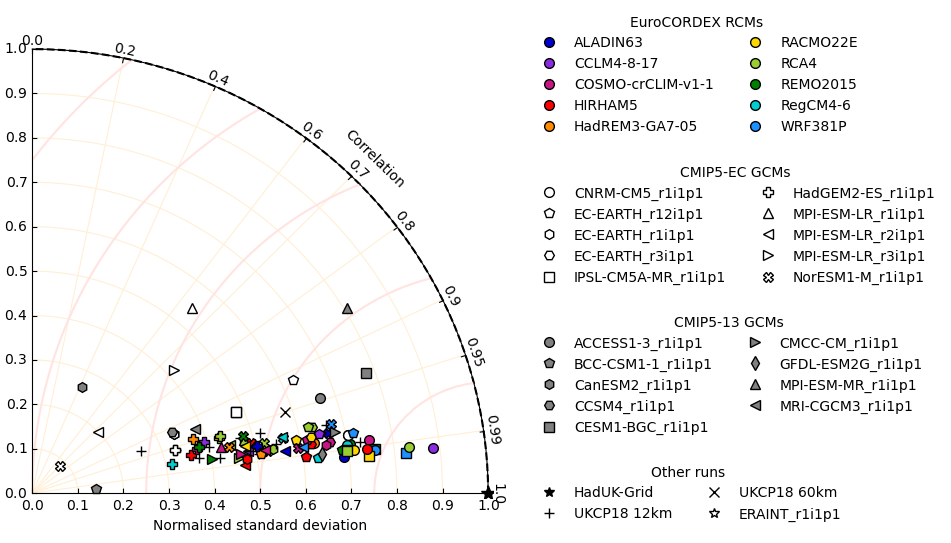 EuroCORDEX RCMs
ALADIN63
CCLM4-8-17
COSMO-crCLIM-v1-1
HIRHAM5
HadREM3-GA7-05
RACMO22E
RCA4
REMO2015
RegCM4-6
WRF381P
CMIP5-EC GCMs
CNRM-CM5_r1i1p1
EC-EARTH_r12i1p1
EC-EARTH_r1i1p1
EC-EARTH_r3i1p1
IPSL-CM5A-MR_r1i1p1
HadGEM2-ES_r1i1p1
MPI-ESM-LR_r1i1p1
MPI-ESM-LR_r2i1p1
MPI-ESM-LR_r3i1p1
NorESM1-M_r1i1p1
CMIP5-13 GCMs
ACCESS1-3_r1i1p1
BCC-CSM1-1_r1i1p1
CanESM2_r1i1p1
CCSM4_r1i1p1
CESM1-BGC_r1i1p1
CMCC-CM_r1i1p1
GFDL-ESM2G_r1i1p1
MPI-ESM-MR_r1i1p1
MRI-CGCM3_r1i1p1
Other runs
HadUK-Grid
UKCP18 12km
UKCP18 60km
ERAINT_r1i1p1
1.0
0.9
0.8
0.7
0.6
0.5
0.4
0.3
0.2
0.1
0.0
0.0
0.2
0.4
0.6
0.7
0.8
0.9
0.95
0.99
1.0
Correlation
0.0
0.1
0.2
0.3
0.4
0.5
0.6
0.7
0.8
0.9
1.0
Normalised standard deviation